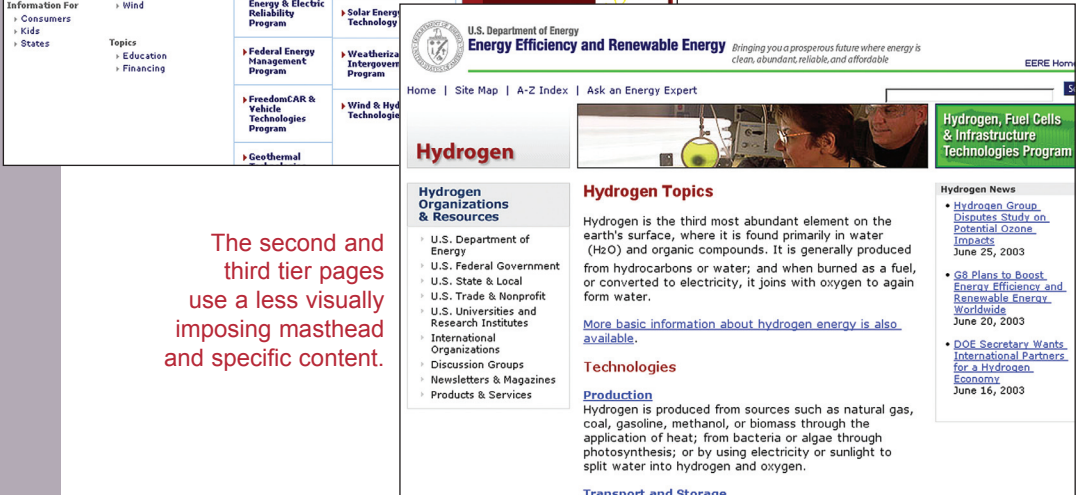 Information For
Consumers
Kids
States
Wind
Topics
Education
Financing
Energy & Electric
Reliability
Program
Federal Energy
Management
Program
FreedomCAR &
Vehicle
Technologies
Program
Geothermal
Solar Energy
Technology
Weatheriza
Intergovern
Program
Wind & Hyd
Technologie
The second and
third tier pages
use a less visually
imposing masthead
and specific content.
U.S. Department of Energy
Energy Efficiency and Renewable Energy
Bringing you a prosperous future where energy is
clean, abundant, reliable, and affordable
EERE Home
Home | Site Map | A-Z Index | Ask an Energy Expert
Hydrogen
Hydrogen, Fuel Cells
& Infrastructure
Technologies Program
Hydrogen
Organizations
& Resources
U.S. Department of
Energy
U.S. Federal Government
U.S. State & Local
U.S. Trade & Nonprofit
U.S. Universities and
Research Institutes
International
Organizations
Discussion Groups
Newsletters & Magazines
Products & Services
Hydrogen Topics
Hydrogen is the third most abundant element on the
earth's surface, where it is found primarily in water
(H2O) and organic compounds. It is generally produced
from hydrocarbons or water; and when burned as a fuel,
or converted to electricity, it joins with oxygen to again
form water.
More basic information about hydrogen energy is also
available.
Technologies
Production
Hydrogen is produced from sources such as natural gas,
coal, gasoline, methanol, or biomass through the
application of heat; from bacteria or algae through
photosynthesis; or by using electricity or sunlight to
split water into hydrogen and oxygen.
Transport and Storage
Hydrogen News
Hydrogen Group
Disputes Study on
Potential Ozone
Impacts
June 25, 2003
G8 Plans to Boost
Energy Efficiency and
Renewable Energy
Worldwide
June 20, 2003
DOE Secretary Wants
International Partners
for a Hydrogen
Economy
June 16, 2003